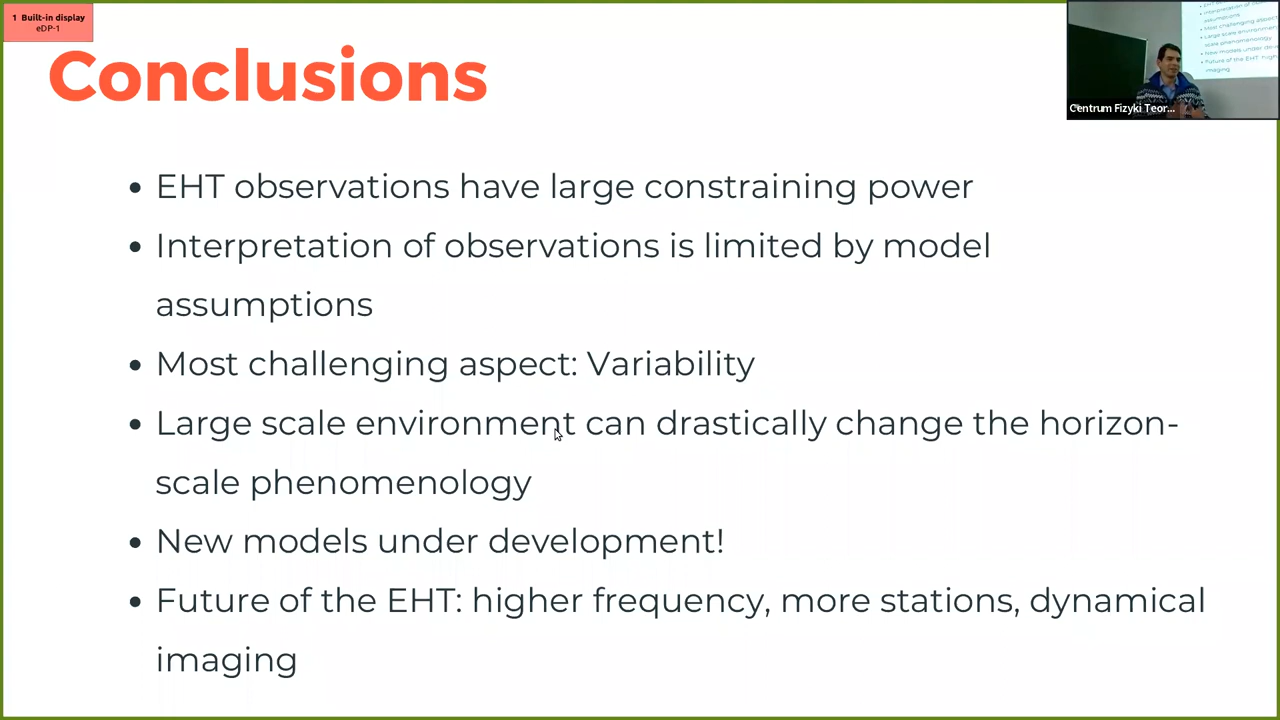 1 Built-in display
eDP-1
Conclusions
Centrum Fizyki Teor...
• EHT observations have large constraining power
• Interpretation of observations is limited by model
assumptions
• Most challenging aspect: Variability
• Large scale environment can drastically change the horizon-
scale phenomenology
• New models under development!
• Future of the EHT: higher frequency, more stations, dynamical
imaging